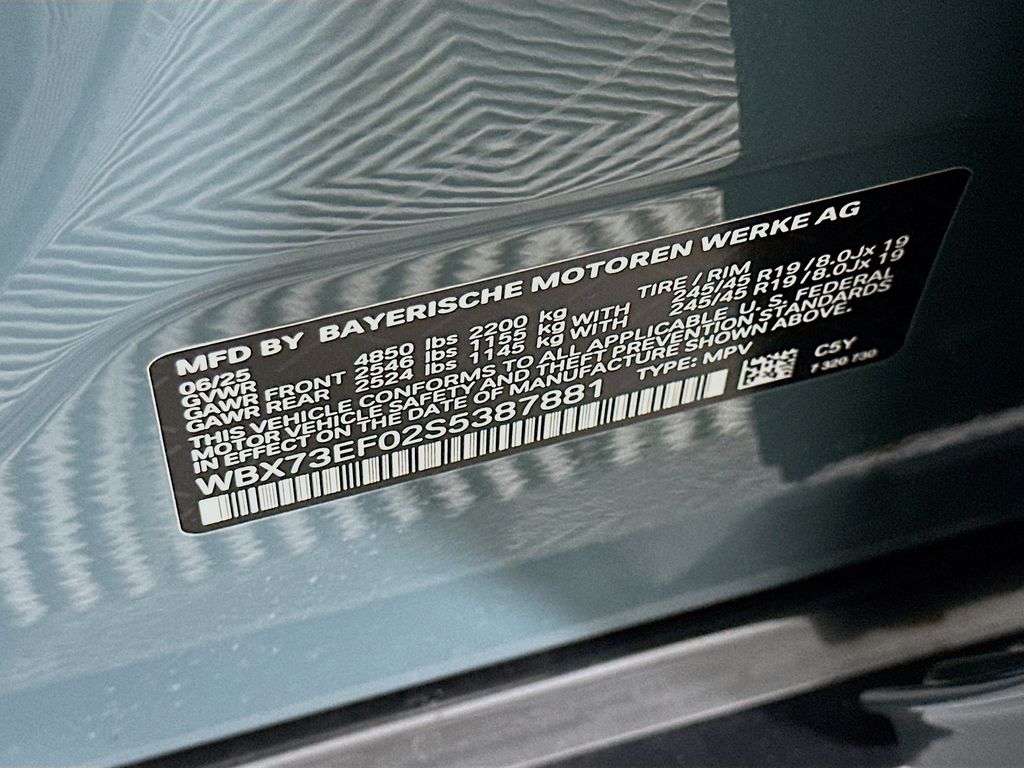 MFD BY BAYERISCHE MOTOREN WERKE AG
06/25 TIRE / RIM
GVWR 4850 lbs 2200 kg
GAWR FRONT 2546 lbs 1155 kg WITH 245/45 R19 /8.0Jx 19
GAWR REAR 2524 lbs 1145 kg WITH 245/45 R19 /8.0Jx 19
THIS VEHICLE CONFORMS TO ALL APPLICABLE U. S. FEDERAL
MOTOR VEHICLE SAFETY AND THEFT PREVENTION STANDARDS
IN EFFECT ON THE DATE OF MANUFACTURE SHOWN ABOVE.
WBX73EF02S5387881 TYPE: MPV
C5Y